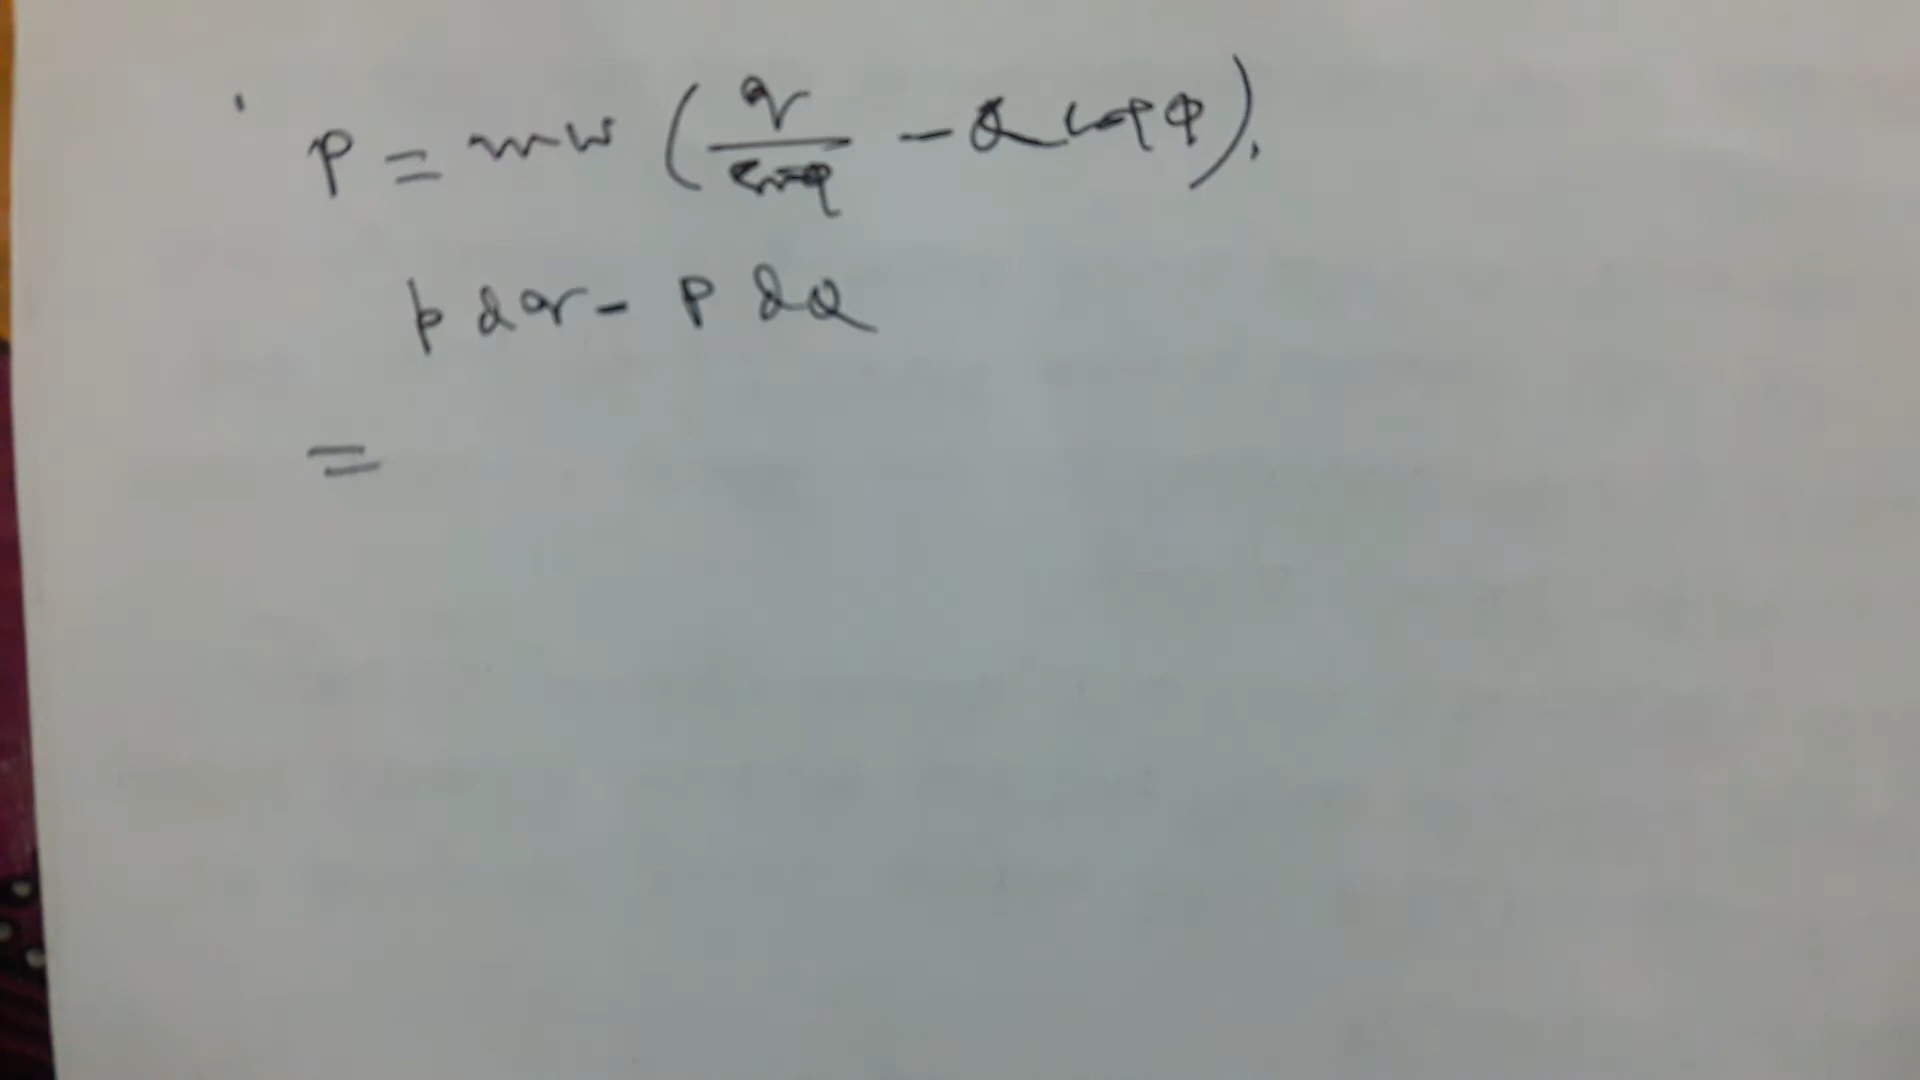 P = mω ( q / sin φ - Q cot φ ).
p dq - P dQ
=